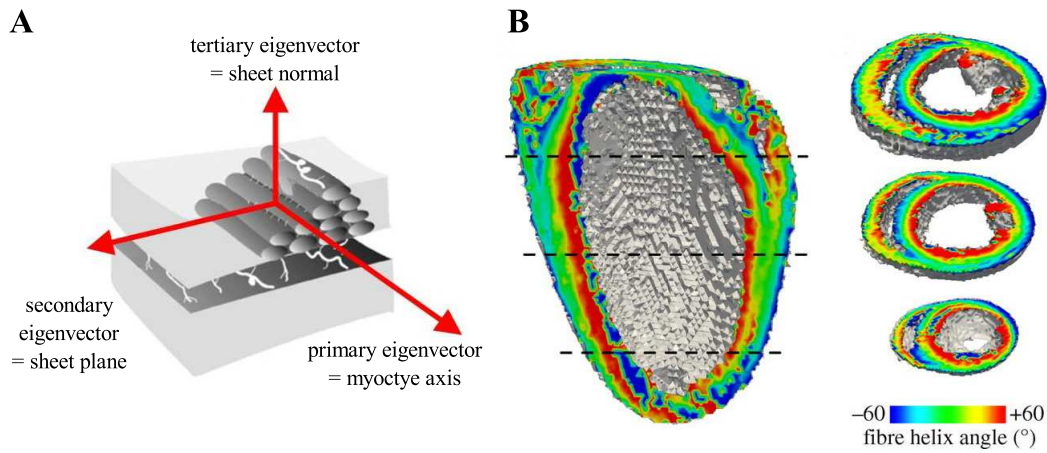 A
B
tertiary eigenvector
= sheet normal
secondary
eigenvector
= sheet plane
primary eigenvector
= myoctye axis
−60
+60
fibre helix angle (°)